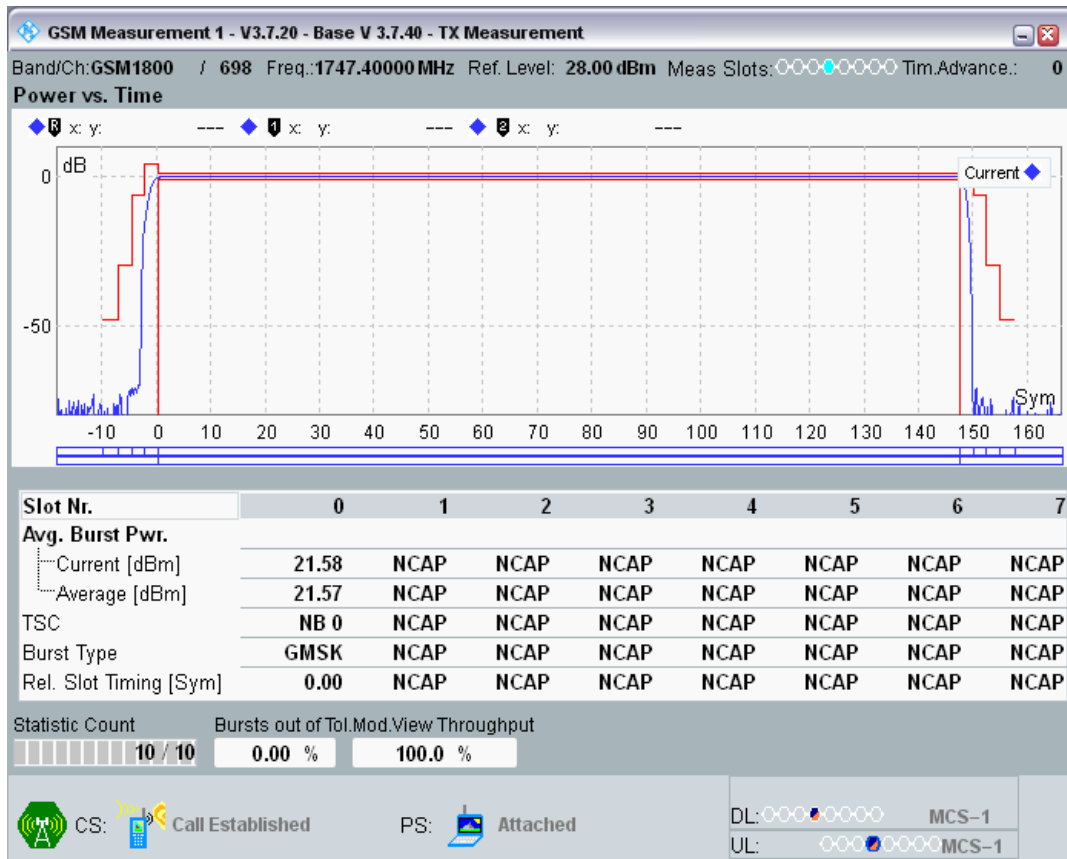 GSM Measurement 1 - V3.7.20 - Base V 3.7.40 - TX Measurement
Band/Ch:GSM1800 / 698 Freq.:1747.40000 MHz Ref. Level: 28.00 dBm Meas Slots: Tim.Advance.: 0
Power vs. Time
R x: y: --- 1 x: y: --- 2 x: y: ---
dB
0
Current
-50
Sym
-10 0 10 20 30 40 50 60 70 80 90 100 110 120 130 140 150 160
Slot Nr. 0 1 2 3 4 5 6 7
Avg. Burst Pwr.
Current [dBm] 21.58 NCAP NCAP NCAP NCAP NCAP NCAP NCAP
Average [dBm] 21.57 NCAP NCAP NCAP NCAP NCAP NCAP NCAP
TSC NB 0 NCAP NCAP NCAP NCAP NCAP NCAP NCAP
Burst Type GMSK NCAP NCAP NCAP NCAP NCAP NCAP NCAP
Rel. Slot Timing [Sym] 0.00 NCAP NCAP NCAP NCAP NCAP NCAP NCAP
Statistic Count Bursts out of Tol.Mod.View Throughput
10 / 10 0.00 % 100.0 %
CS: Call Established PS: Attached
DL: MCS-1
UL: MCS-1